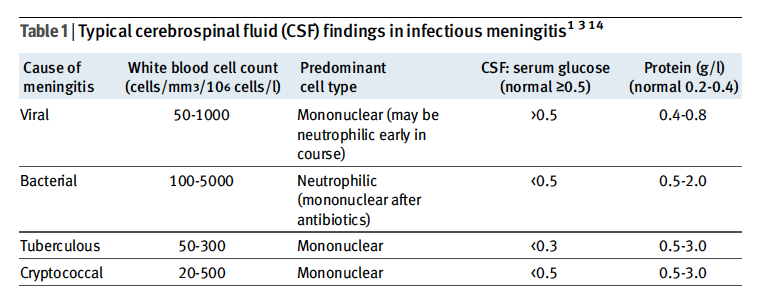 Table 1 | Typical cerebrospinal fluid (CSF) findings in infectious meningitis1 3 14
Cause of meningitis White blood cell count (cells/mm3/106 cells/l) Predominant cell type CSF: serum glucose (normal ≥0.5) Protein (g/l) (normal 0.2-0.4)
Viral 50-1000 Mononuclear (may be neutrophilic early in course) >0.5 0.4-0.8
Bacterial 100-5000 Neutrophilic (mononuclear after antibiotics) <0.5 0.5-2.0
Tuberculous 50-300 Mononuclear <0.3 0.5-3.0
Cryptococcal 20-500 Mononuclear <0.5 0.5-3.0